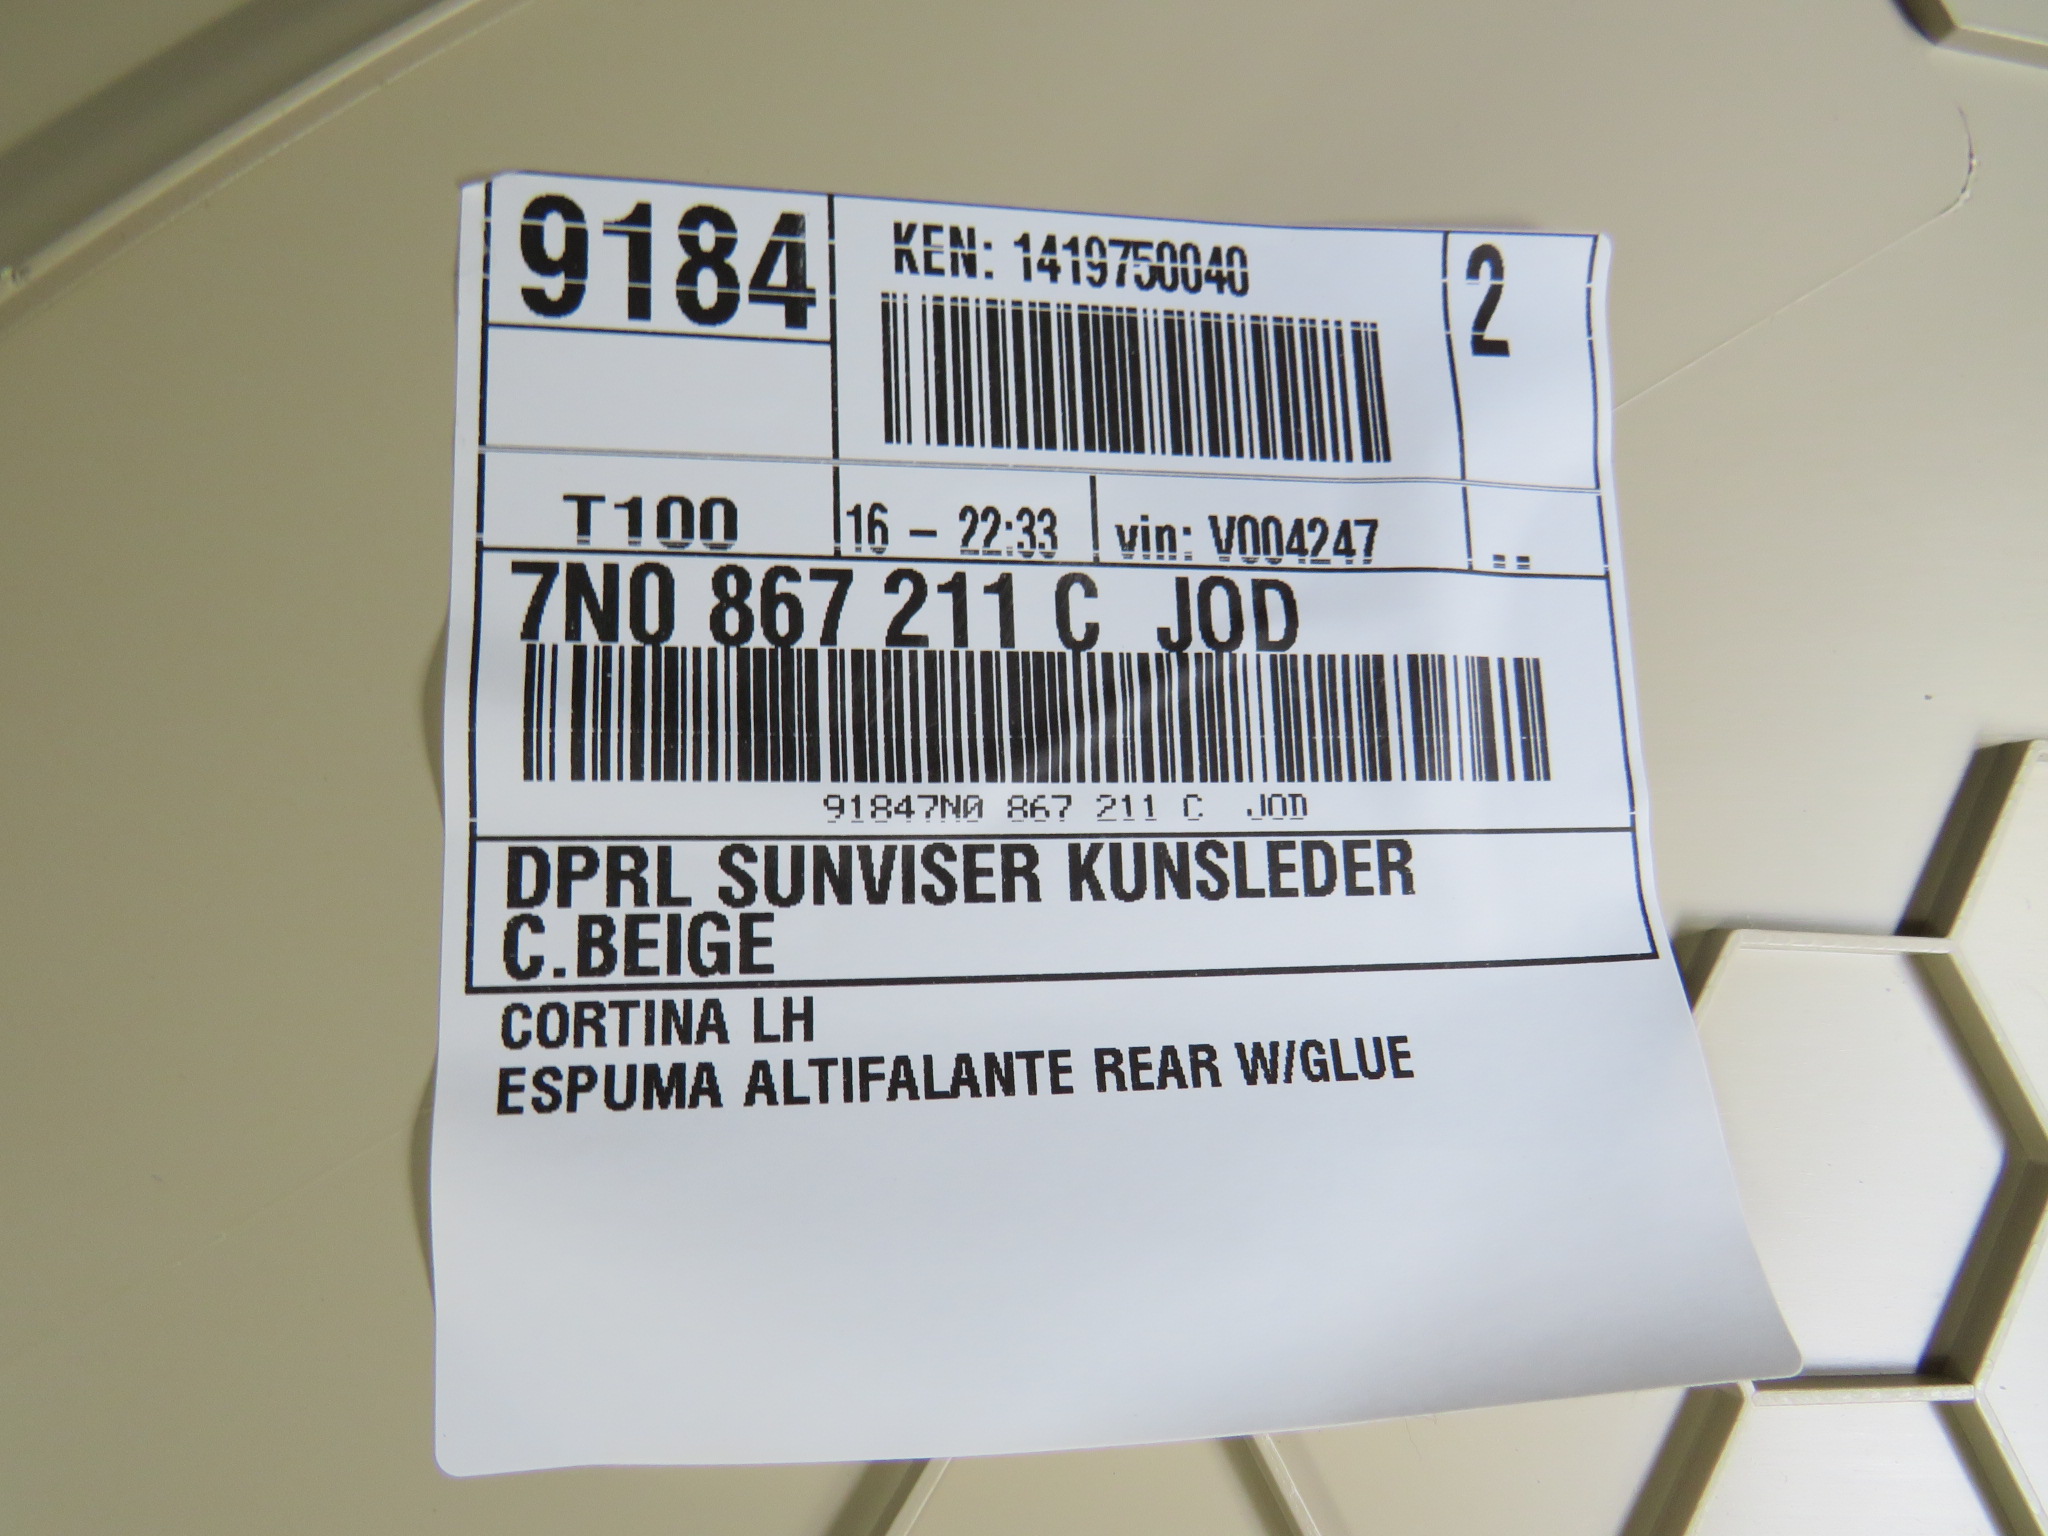 9184
KEN: 1419750040
2
T100
16 - 22:33
vin: V004247
--
7N0 867 211 C JOD
91847N0 867 211 C JOD
DPRL SUNVISER KUNSLEDER
C.BEIGE
CORTINA LH
ESPUMA ALTIFALANTE REAR W/GLUE